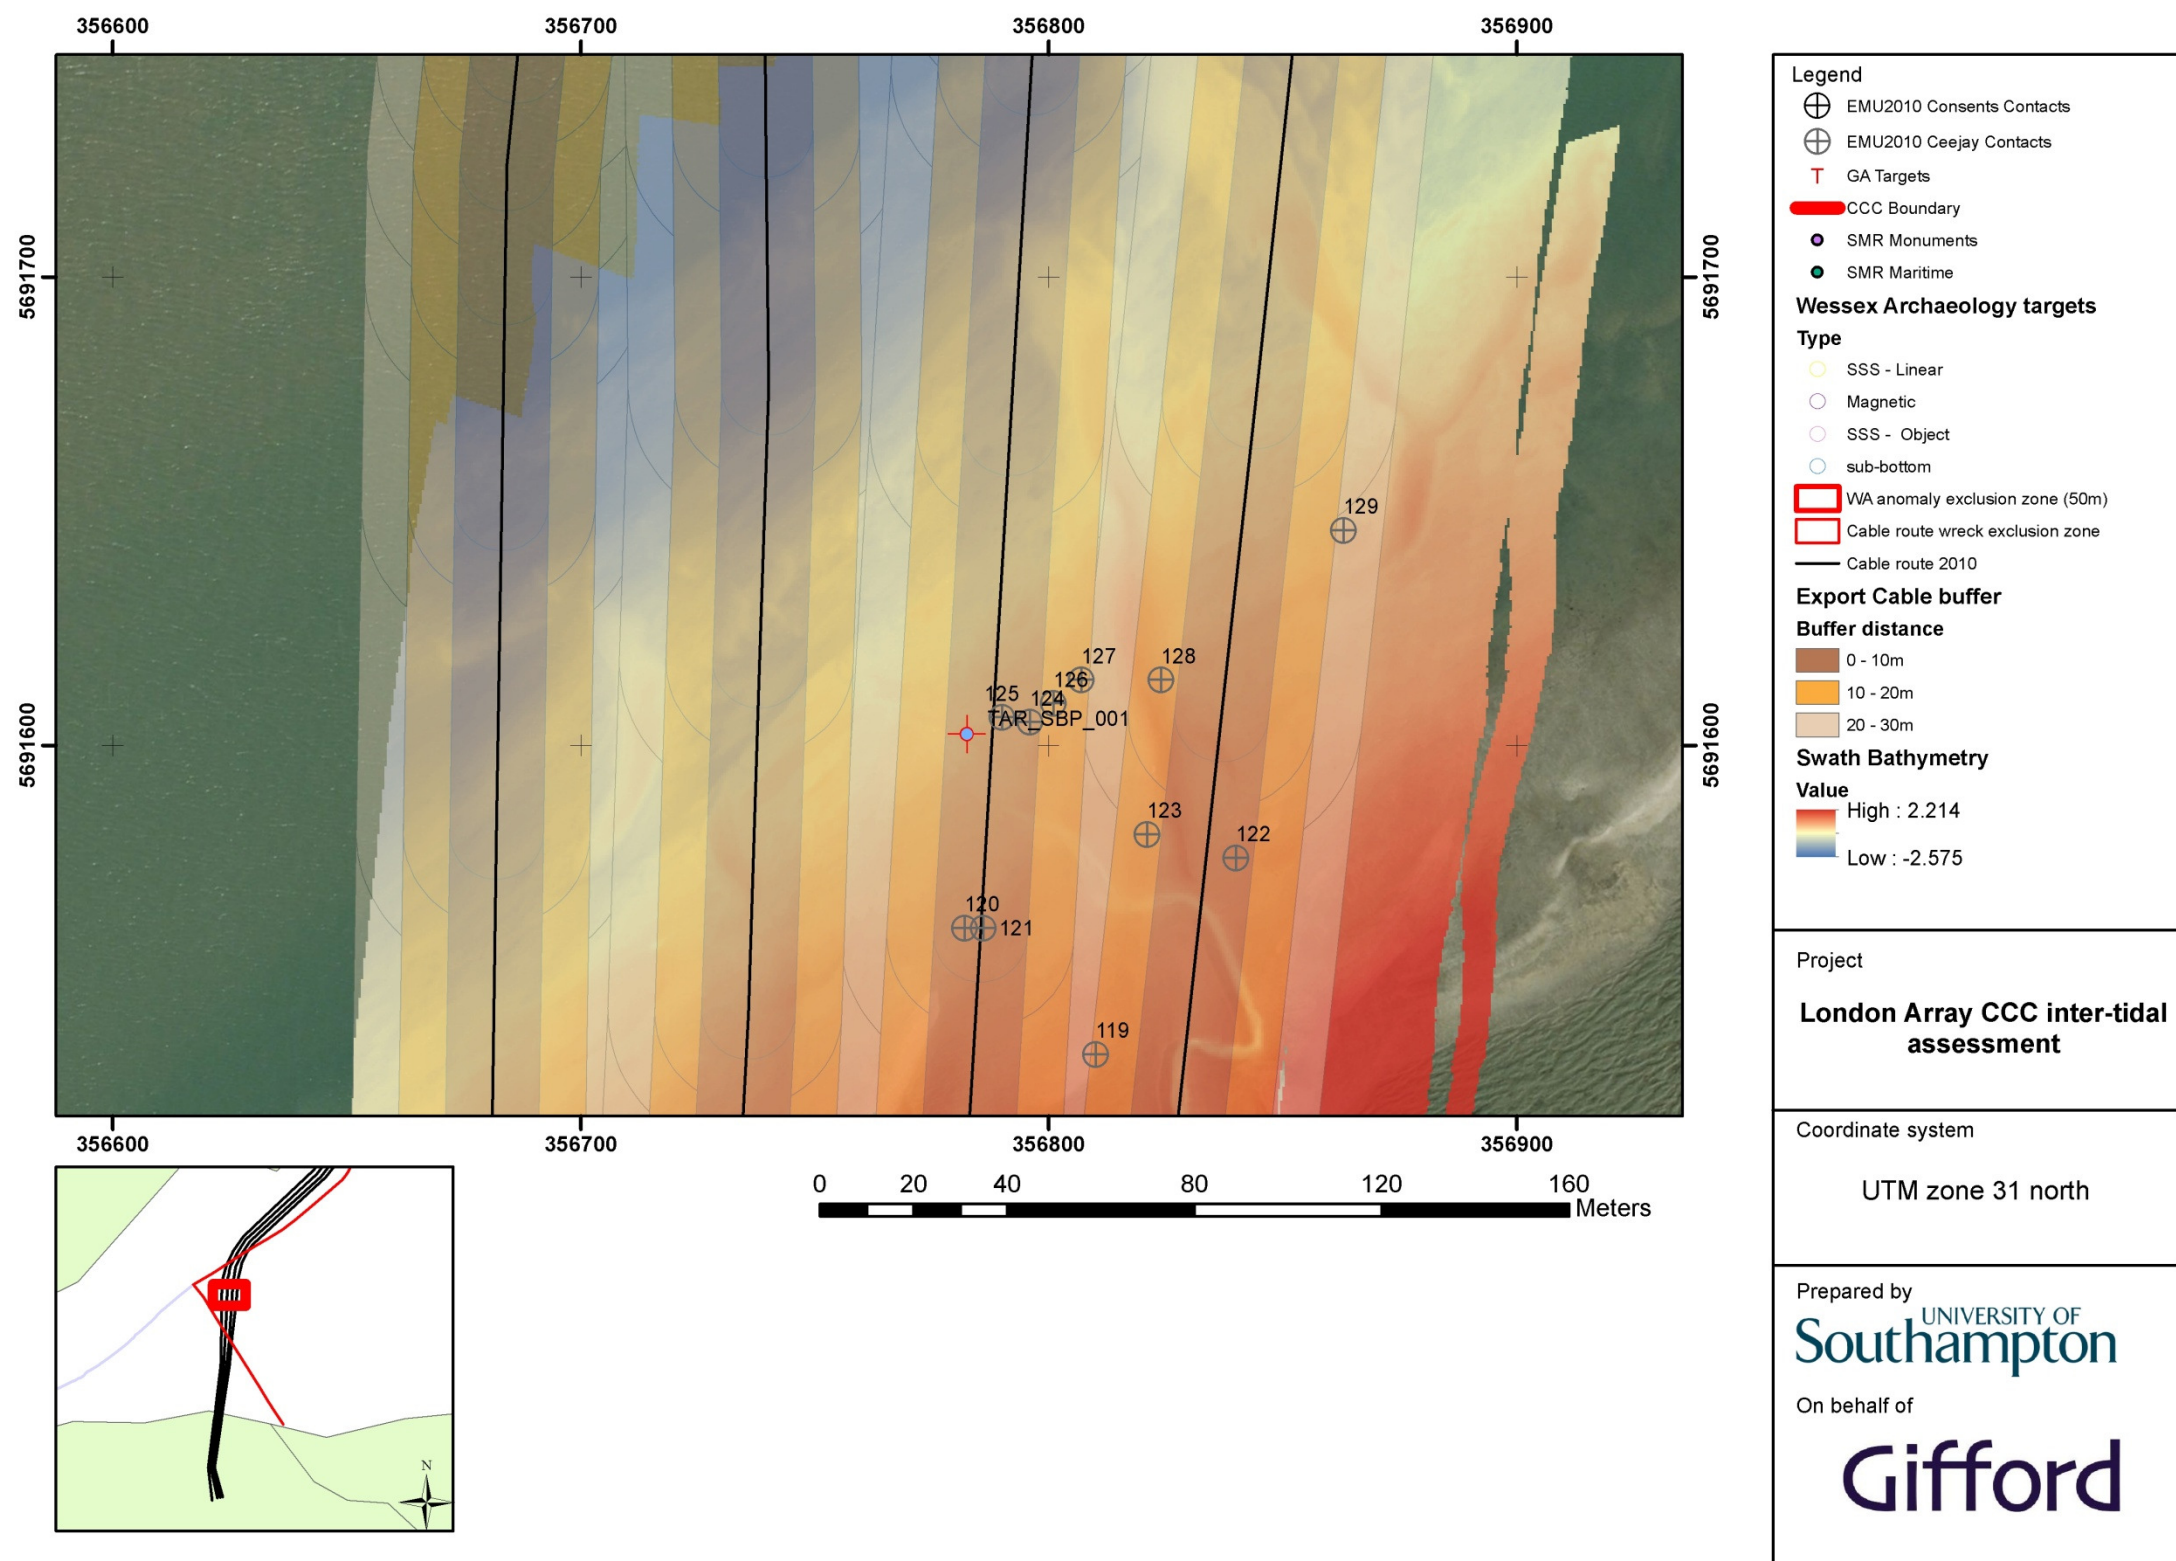 356600 356700 356800 356900
5691700 5691700
5691600 5691600
129
127 128
126
125 124
TAR_SBP_001
123
122
120
121
119
356600 356700 356800 356900
0 20 40 80 120 160
Meters
N
Legend
EMU2010 Consents Contacts
EMU2010 Ceejay Contacts
T GA Targets
CCC Boundary
SMR Monuments
SMR Maritime
Wessex Archaeology targets
Type
SSS - Linear
Magnetic
SSS - Object
sub-bottom
WA anomaly exclusion zone (50m)
Cable route wreck exclusion zone
Cable route 2010
Export Cable buffer
Buffer distance
0 - 10m
10 - 20m
20 - 30m
Swath Bathymetry
Value
High : 2.214
Low : -2.575
Project
London Array CCC inter-tidal
assessment
Coordinate system
UTM zone 31 north
Prepared by
UNIVERSITY OF
Southampton
On behalf of
Gifford